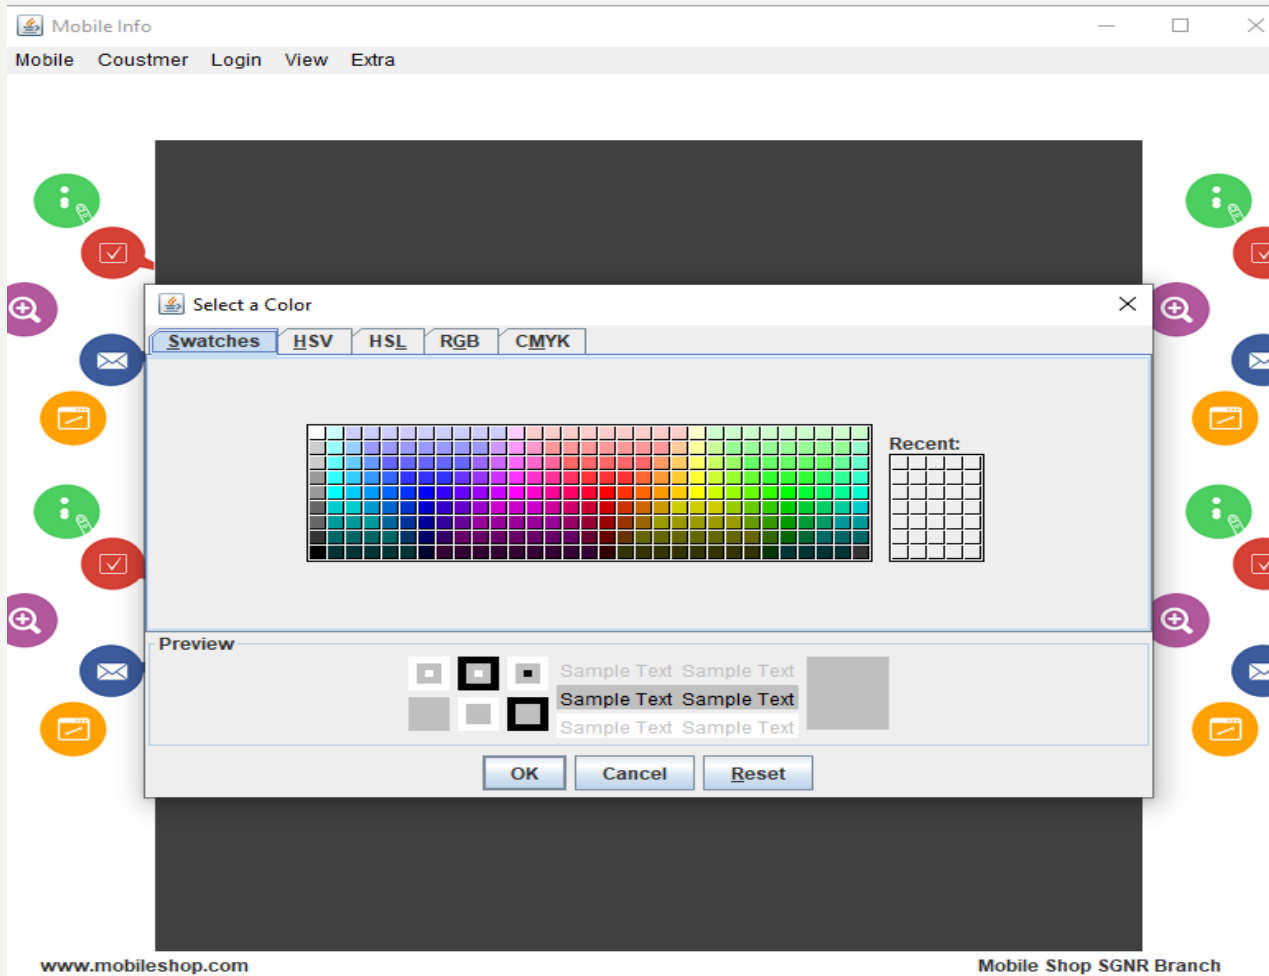 Mobile Info
Mobile Coustmer Login View Extra
Select a Color
Swatches HSV HSL RGB CMYK
Recent:
Preview
Sample Text Sample Text
Sample Text Sample Text
Sample Text Sample Text
OK Cancel Reset
www.mobileshop.com Mobile Shop SGNR Branch